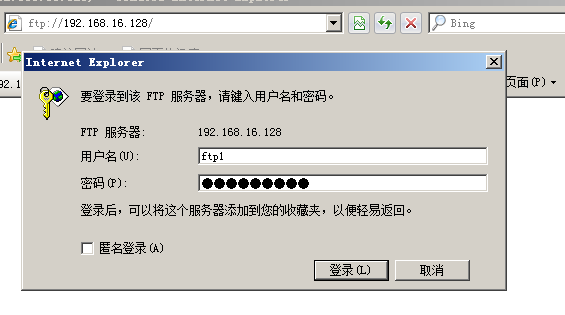 ftp://192.168.16.128/
Bing
Internet Explorer
要登录到该 FTP 服务器，请键入用户名和密码。
FTP 服务器: 192.168.16.128
用户名(U): ftp1
密码(P): ●●●●●●●●●
登录后，可以将这个服务器添加到您的收藏夹，以便轻易返回。
匿名登录(A)
登录(L) 取消
页面(P)